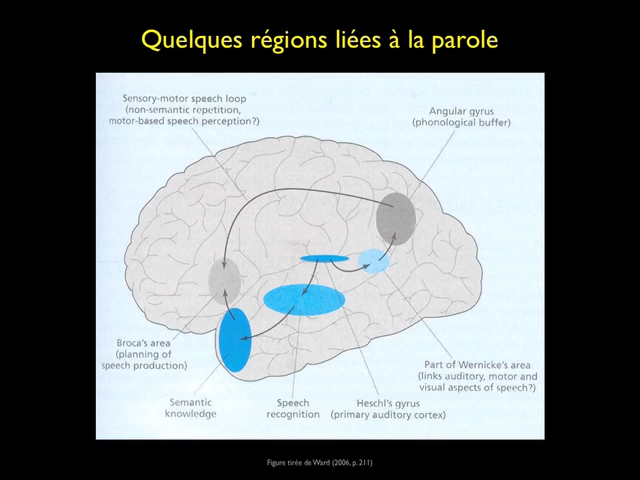 Quelques régions liées à la parole
Sensory-motor speech loop
(non-semantic repetition,
motor-based speech perception?)
Angular gyrus
(phonological buffer)
Broca's area
(planning of
speech production)
Part of Wernicke's area
(links auditory, motor and
visual aspects of speech?)
Semantic
knowledge
Speech
recognition
Heschl's gyrus
(primary auditory cortex)
Figure tirée de Ward (2006, p. 211)